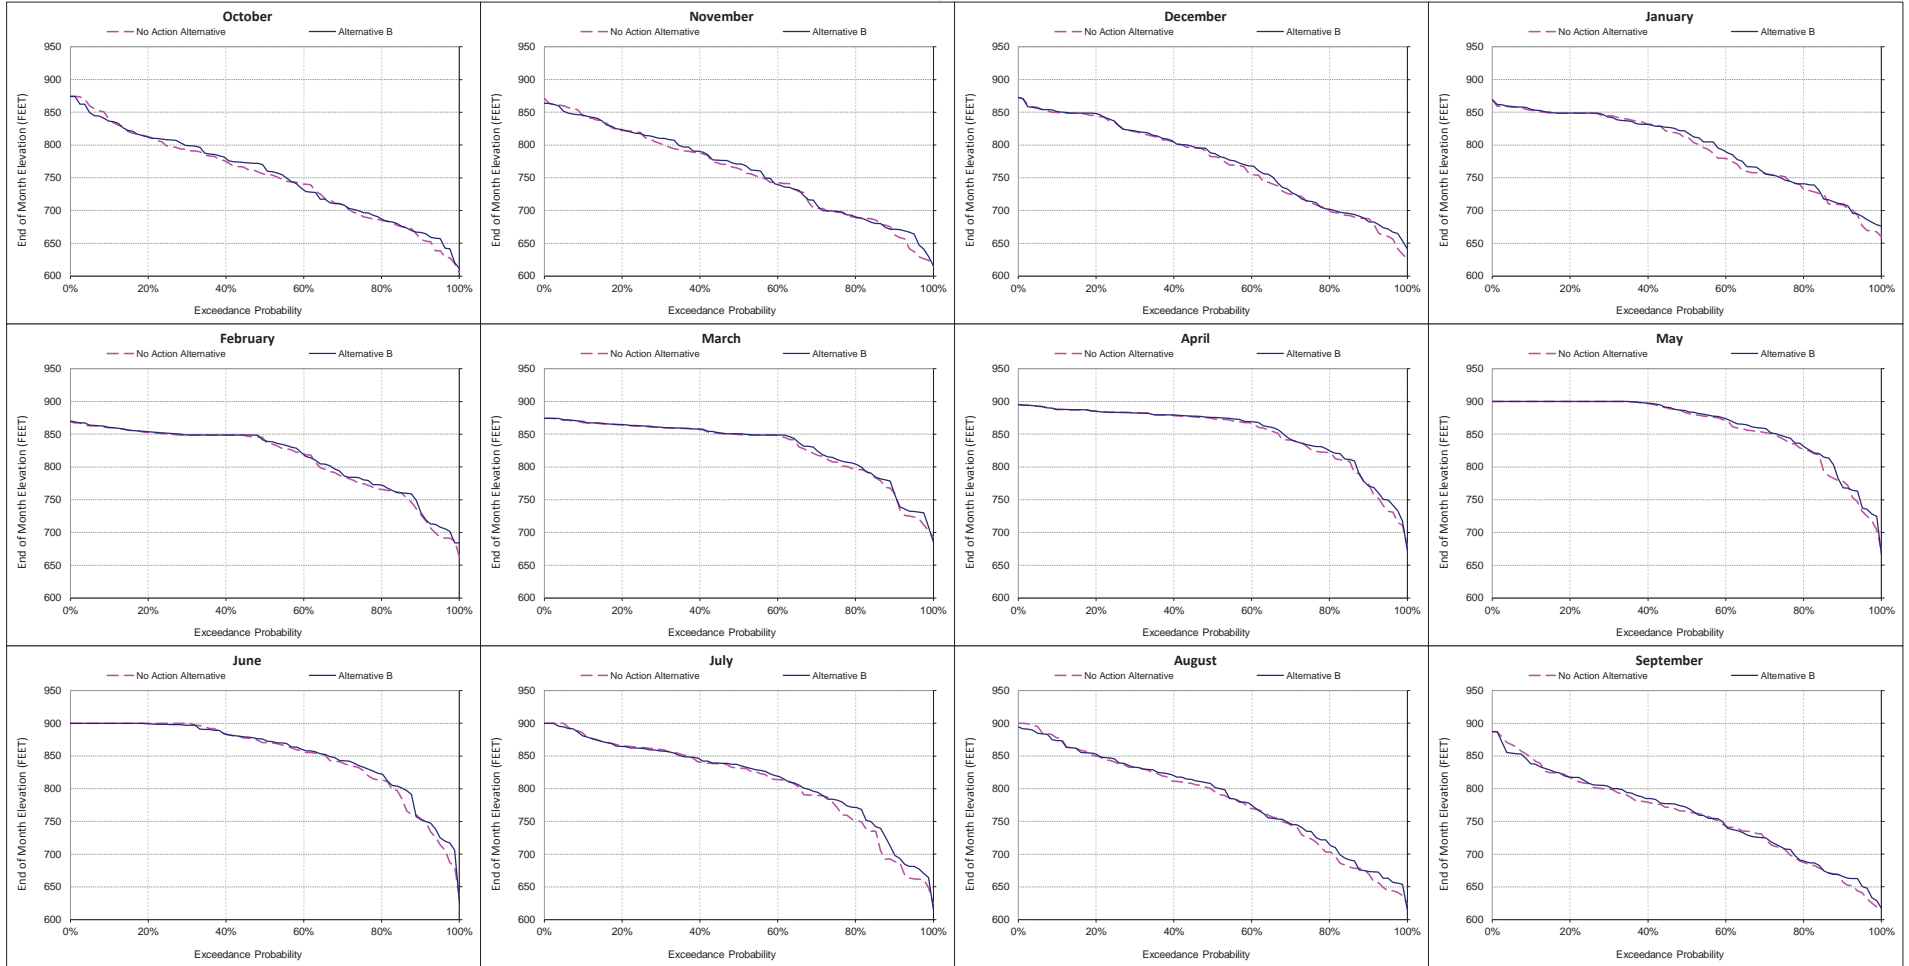 October
No Action Alternative Alternative B
End of Month Elevation (FEET)
950
900
850
800
750
700
650
600
0% 20% 40% 60% 80% 100%
Exceedance Probability
November
No Action Alternative Alternative B
End of Month Elevation (FEET)
950
900
850
800
750
700
650
600
0% 20% 40% 60% 80% 100%
Exceedance Probability
December
No Action Alternative Alternative B
End of Month Elevation (FEET)
950
900
850
800
750
700
650
600
0% 20% 40% 60% 80% 100%
Exceedance Probability
January
No Action Alternative Alternative B
End of Month Elevation (FEET)
950
900
850
800
750
700
650
600
0% 20% 40% 60% 80% 100%
Exceedance Probability
February
No Action Alternative Alternative B
End of Month Elevation (FEET)
950
900
850
800
750
700
650
600
0% 20% 40% 60% 80% 100%
Exceedance Probability
March
No Action Alternative Alternative B
End of Month Elevation (FEET)
950
900
850
800
750
700
650
600
0% 20% 40% 60% 80% 100%
Exceedance Probability
April
No Action Alternative Alternative B
End of Month Elevation (FEET)
950
900
850
800
750
700
650
600
0% 20% 40% 60% 80% 100%
Exceedance Probability
May
No Action Alternative Alternative B
End of Month Elevation (FEET)
950
900
850
800
750
700
650
600
0% 20% 40% 60% 80% 100%
Exceedance Probability
June
No Action Alternative Alternative B
End of Month Elevation (FEET)
950
900
850
800
750
700
650
600
0% 20% 40% 60% 80% 100%
Exceedance Probability
July
No Action Alternative Alternative B
End of Month Elevation (FEET)
950
900
850
800
750
700
650
600
0% 20% 40% 60% 80% 100%
Exceedance Probability
August
No Action Alternative Alternative B
End of Month Elevation (FEET)
950
900
850
800
750
700
650
600
0% 20% 40% 60% 80% 100%
Exceedance Probability
September
No Action Alternative Alternative B
End of Month Elevation (FEET)
950
900
850
800
750
700
650
600
0% 20% 40% 60% 80% 100%
Exceedance Probability